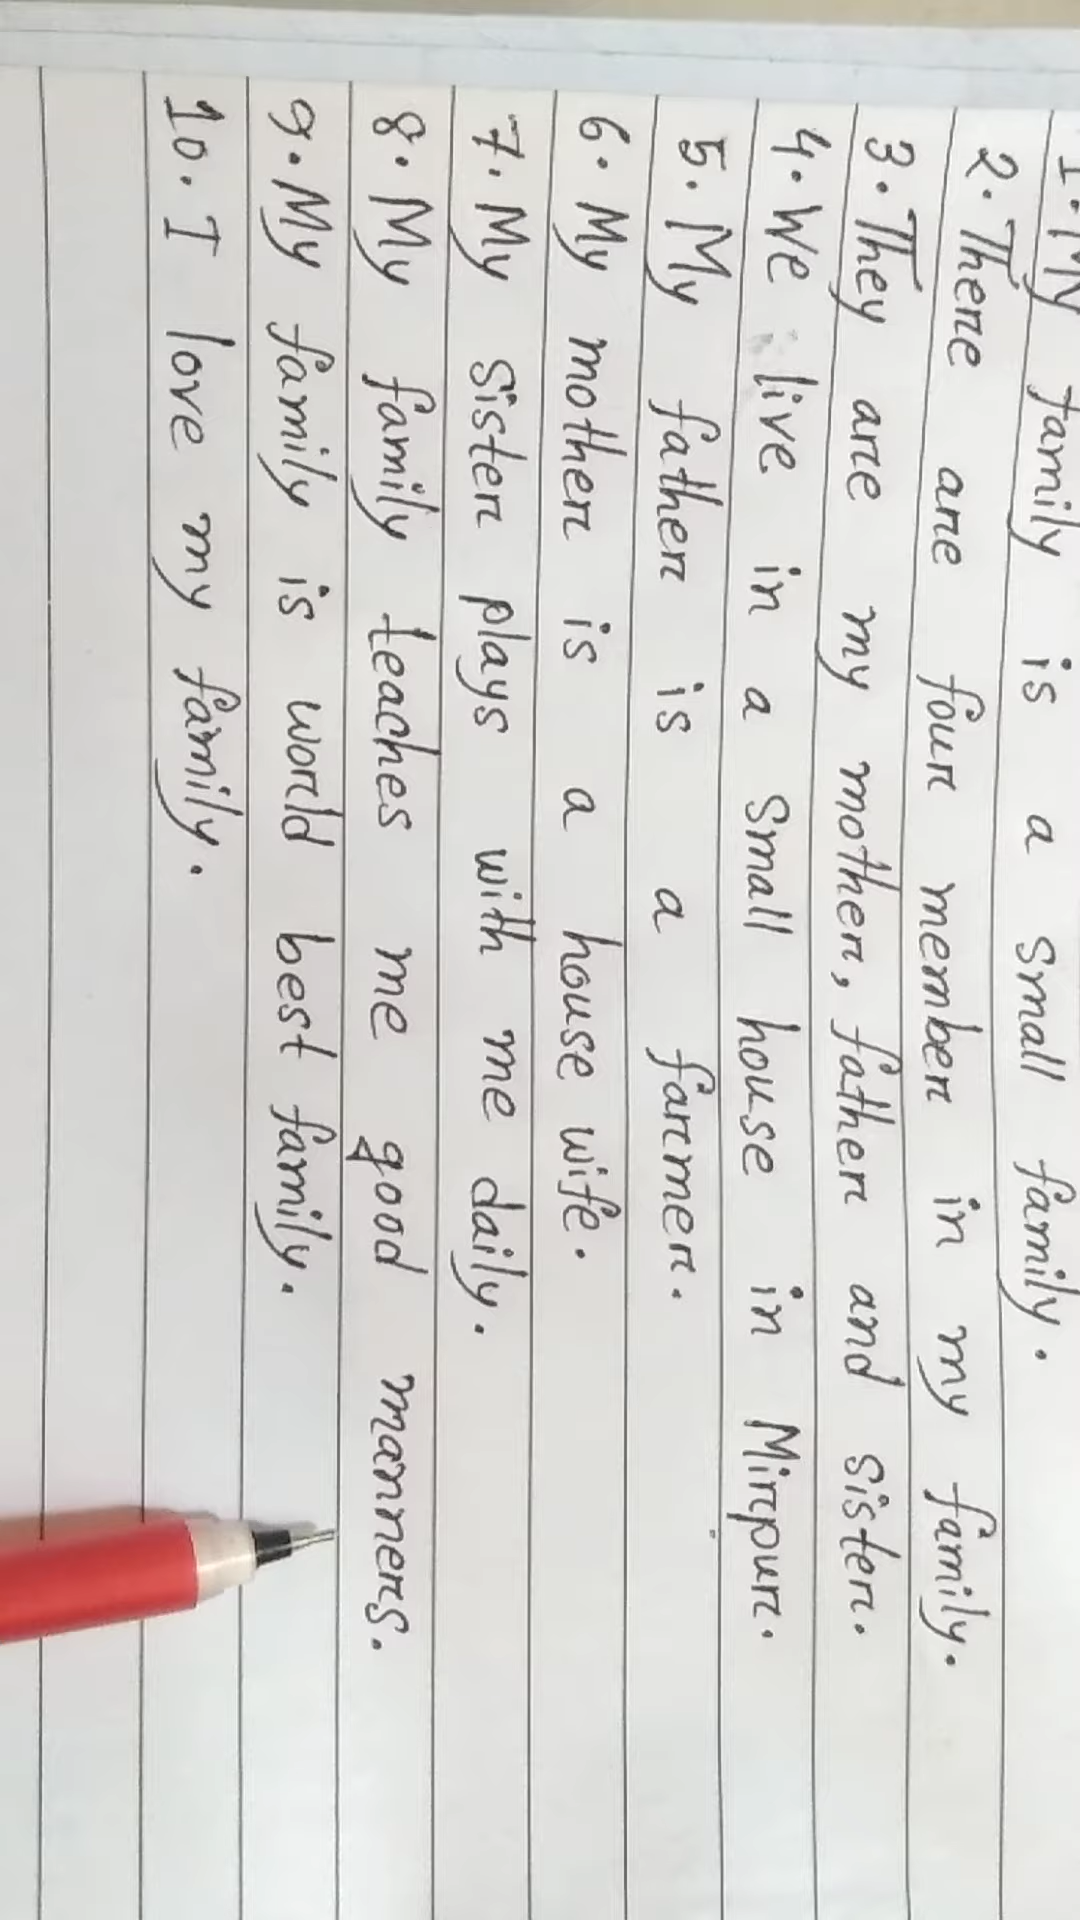 1. My family is a small family.
2. There are four member in my family.
3. They are my mother, father and sister.
4. We live in a small house in Mirpur.
5. My father is a farmer.
6. My mother is a house wife.
7. My sister plays with me daily.
8. My family teaches me good manners.
9. My family is world best family.
10. I love my family.